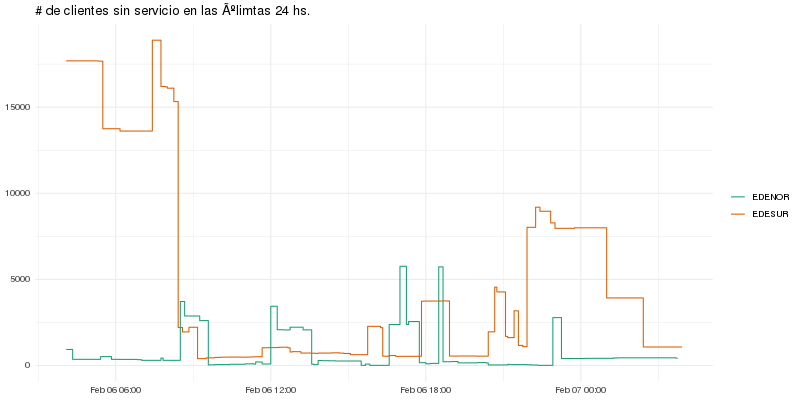 # de clientes sin servicio en las Ãºlimtas 24 hs.
15000
10000
5000
0
EDENOR
EDESUR
Feb 06 06:00 Feb 06 12:00 Feb 06 18:00 Feb 07 00:00